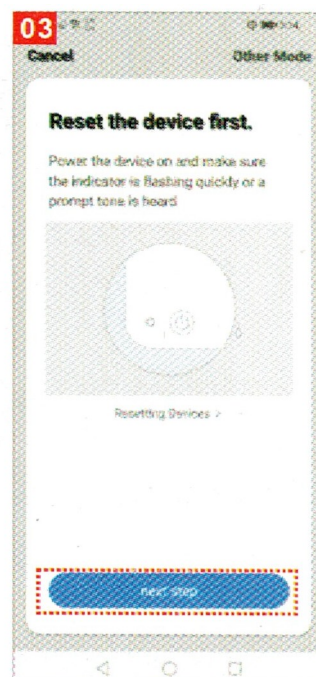 03
Cancel Other Mode
Reset the device first.
Power the device on and make sure
the indicator is flashing quickly or a
prompt tone is heard
Resetting Devices >
next step